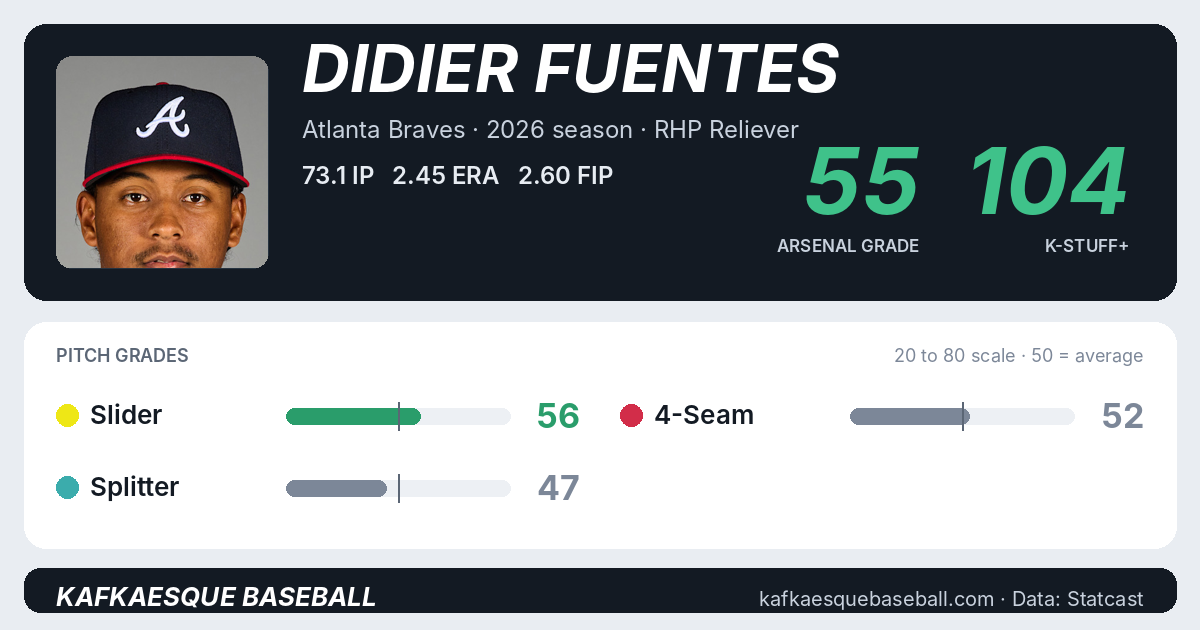 DIDIER FUENTES
Atlanta Braves · 2026 season · RHP Reliever
73.1 IP 2.45 ERA 2.60 FIP
55 104
ARSENAL GRADE K-STUFF+
PITCH GRADES 20 to 80 scale · 50 = average
Slider 56 4-Seam 52
Splitter 47
KAFKAESQUE BASEBALL kafkaesquebaseball.com · Data: Statcast